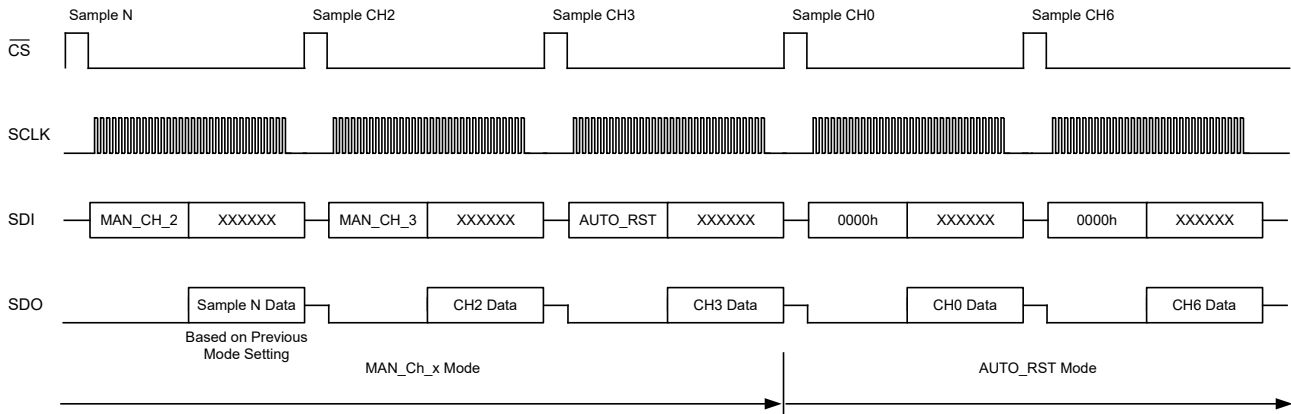 Sample N Sample CH2 Sample CH3 Sample CH0 Sample CH6
CS
SCLK
SDI MAN_CH_2 XXXXXX MAN_CH_3 XXXXXX AUTO_RST XXXXXX 0000h XXXXXX 0000h XXXXXX
SDO Sample N Data CH2 Data CH3 Data CH0 Data CH6 Data
Based on Previous
Mode Setting
MAN_Ch_x Mode AUTO_RST Mode